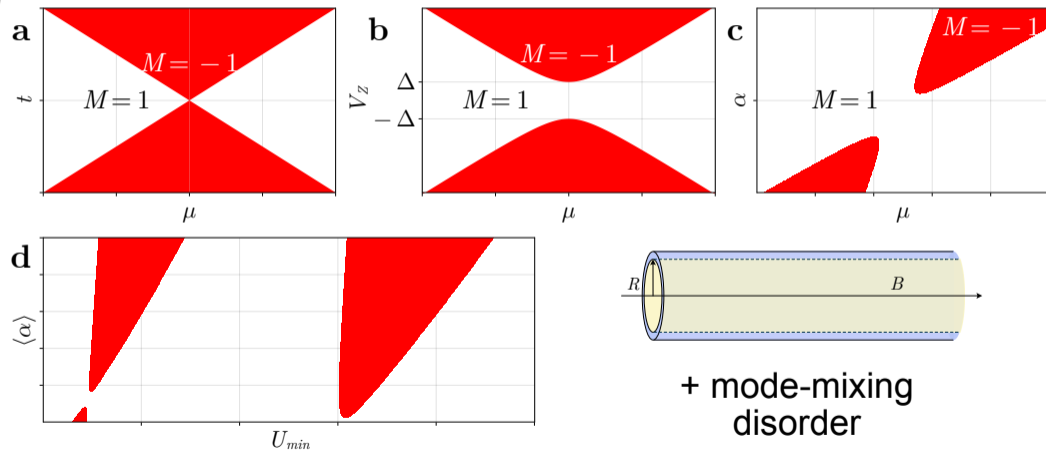 a
M = −1
M = 1
t
μ
b
M = −1
Δ
M = 1
−Δ
V_Z
μ
c
M = −1
M = 1
α
μ
d
⟨α⟩
U_min
R
B
+ mode-mixing
disorder